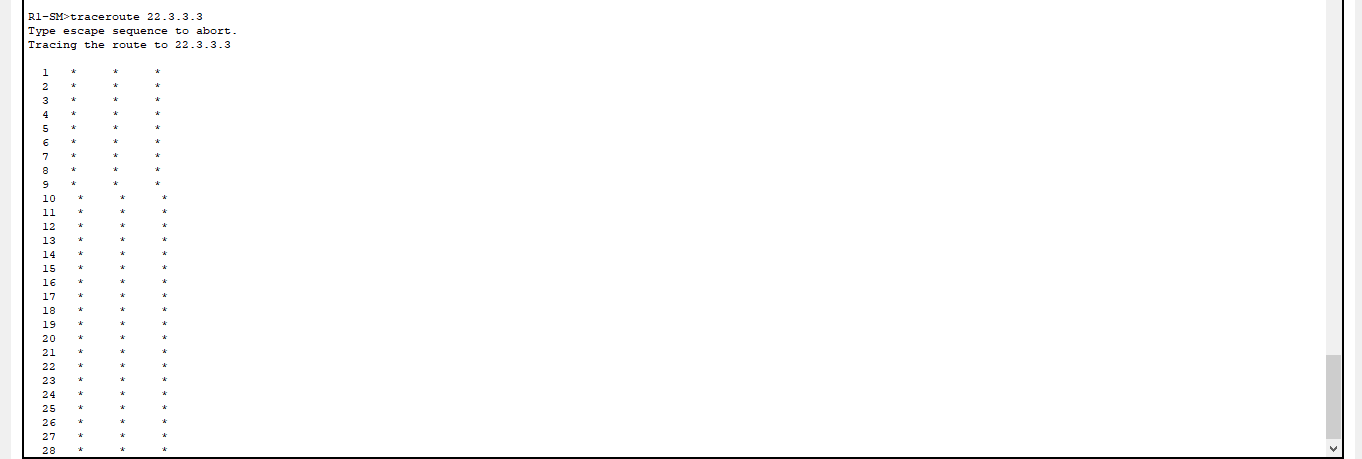 R1-SM>traceroute 22.3.3.3
Type escape sequence to abort.
Tracing the route to 22.3.3.3
1 * * *
2 * * *
3 * * *
4 * * *
5 * * *
6 * * *
7 * * *
8 * * *
9 * * *
10 * * *
11 * * *
12 * * *
13 * * *
14 * * *
15 * * *
16 * * *
17 * * *
18 * * *
19 * * *
20 * * *
21 * * *
22 * * *
23 * * *
24 * * *
25 * * *
26 * * *
27 * * *
28 * * *